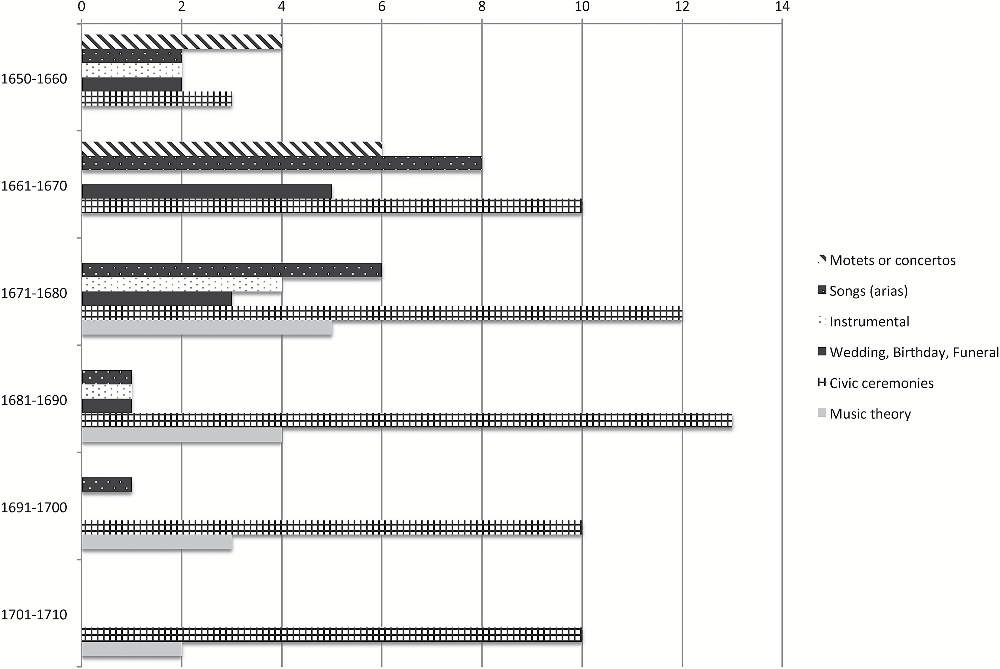 0 2 4 6 8 10 12 14
1650-1660
1661-1670
1671-1680
1681-1690
1691-1700
1701-1710
Motets or concertos
Songs (arias)
Instrumental
Wedding, Birthday, Funeral
Civic ceremonies
Music theory